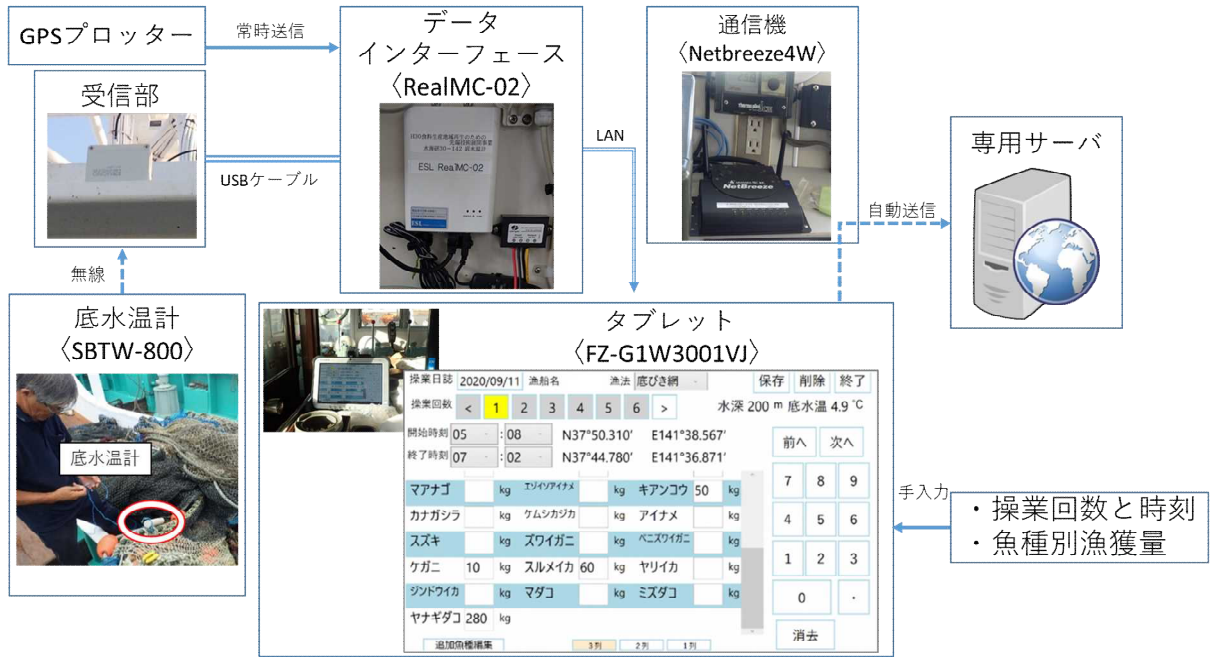 GPSプロッター
常時送信
データ
インターフェース
〈RealMC-02〉
ESL RealMC-02
通信機
〈Netbreeze4W〉
NetBreeze
受信部
USBケーブル
LAN
専用サーバ
自動送信
無線
底水温計
〈SBTW-800〉
底水温計
タブレット
〈FZ-G1W3001VJ〉
操業日誌 2020/09/11 漁船名 漁法 底びき網 保存 削除 終了
操業回数 < 1 2 3 4 5 6 > 水深 200 m 底水温 4.9 ℃
開始時刻 05 : 08 N37°50.310′ E141°38.567′
終了時刻 07 : 02 N37°44.780′ E141°36.871′
前へ 次へ
マアナゴ kg エゾイソアイナメ kg キアンコウ 50 kg
カナガシラ kg ケムシカジカ kg アイナメ kg
スズキ kg ズワイガニ kg ベニズワイガニ kg
ケガニ 10 kg スルメイカ 60 kg ヤリイカ kg
ジンドウイカ kg マダコ kg ミズダコ kg
ヤナギダコ 280 kg
7 8 9
4 5 6
1 2 3
0 ·
消去
追加魚種編集 3列 2列 1列
手入力
・操業回数と時刻
・魚種別漁獲量